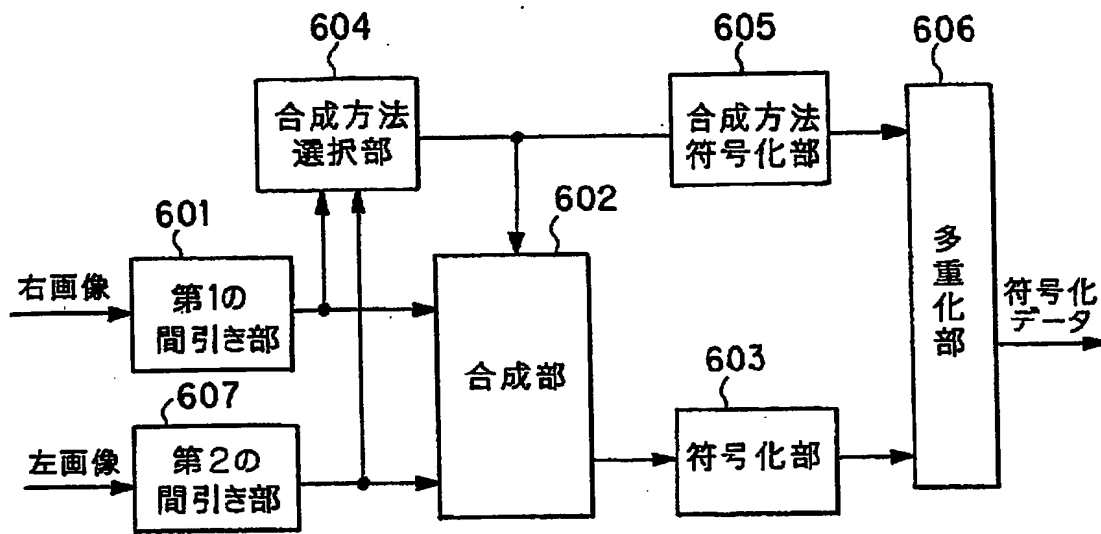 604
合成方法
選択部
605
合成方法
符号化部
606
多重化部
601
右画像
第1の
間引き部
602
合成部
符号化
データ
607
左画像
第2の
間引き部
603
符号化部